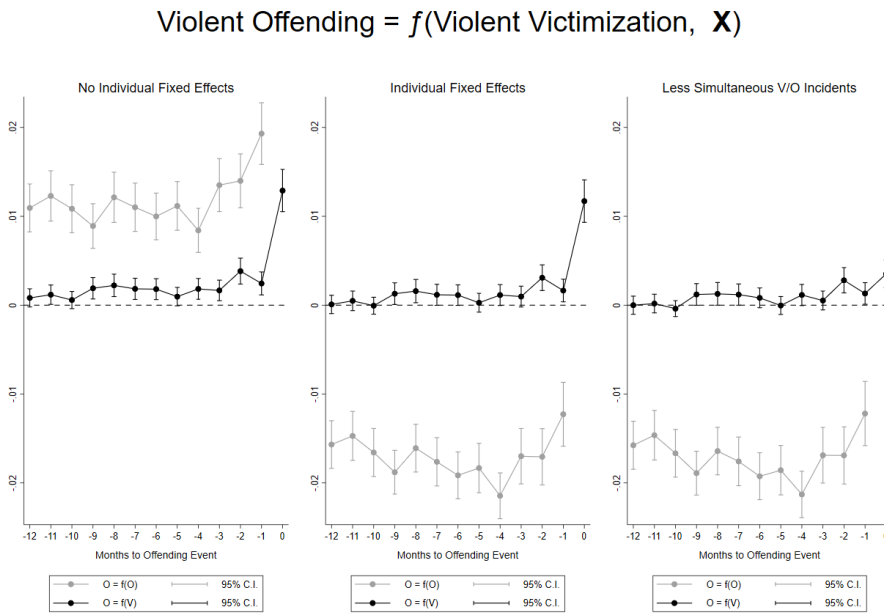 Violent Offending = ƒ(Violent Victimization, X)
No Individual Fixed Effects
.02
.01
0
-.01
-.02
-12 -11 -10 -9 -8 -7 -6 -5 -4 -3 -2 -1 0
Months to Offending Event
O = f(O) 95% C.I.
O = f(V) 95% C.I.
Individual Fixed Effects
.02
.01
0
-.01
-.02
-12 -11 -10 -9 -8 -7 -6 -5 -4 -3 -2 -1 0
Months to Offending Event
O = f(O) 95% C.I.
O = f(V) 95% C.I.
Less Simultaneous V/O Incidents
.02
.01
0
-.01
-.02
-12 -11 -10 -9 -8 -7 -6 -5 -4 -3 -2 -1 0
Months to Offending Event
O = f(O) 95% C.I.
O = f(V) 95% C.I.